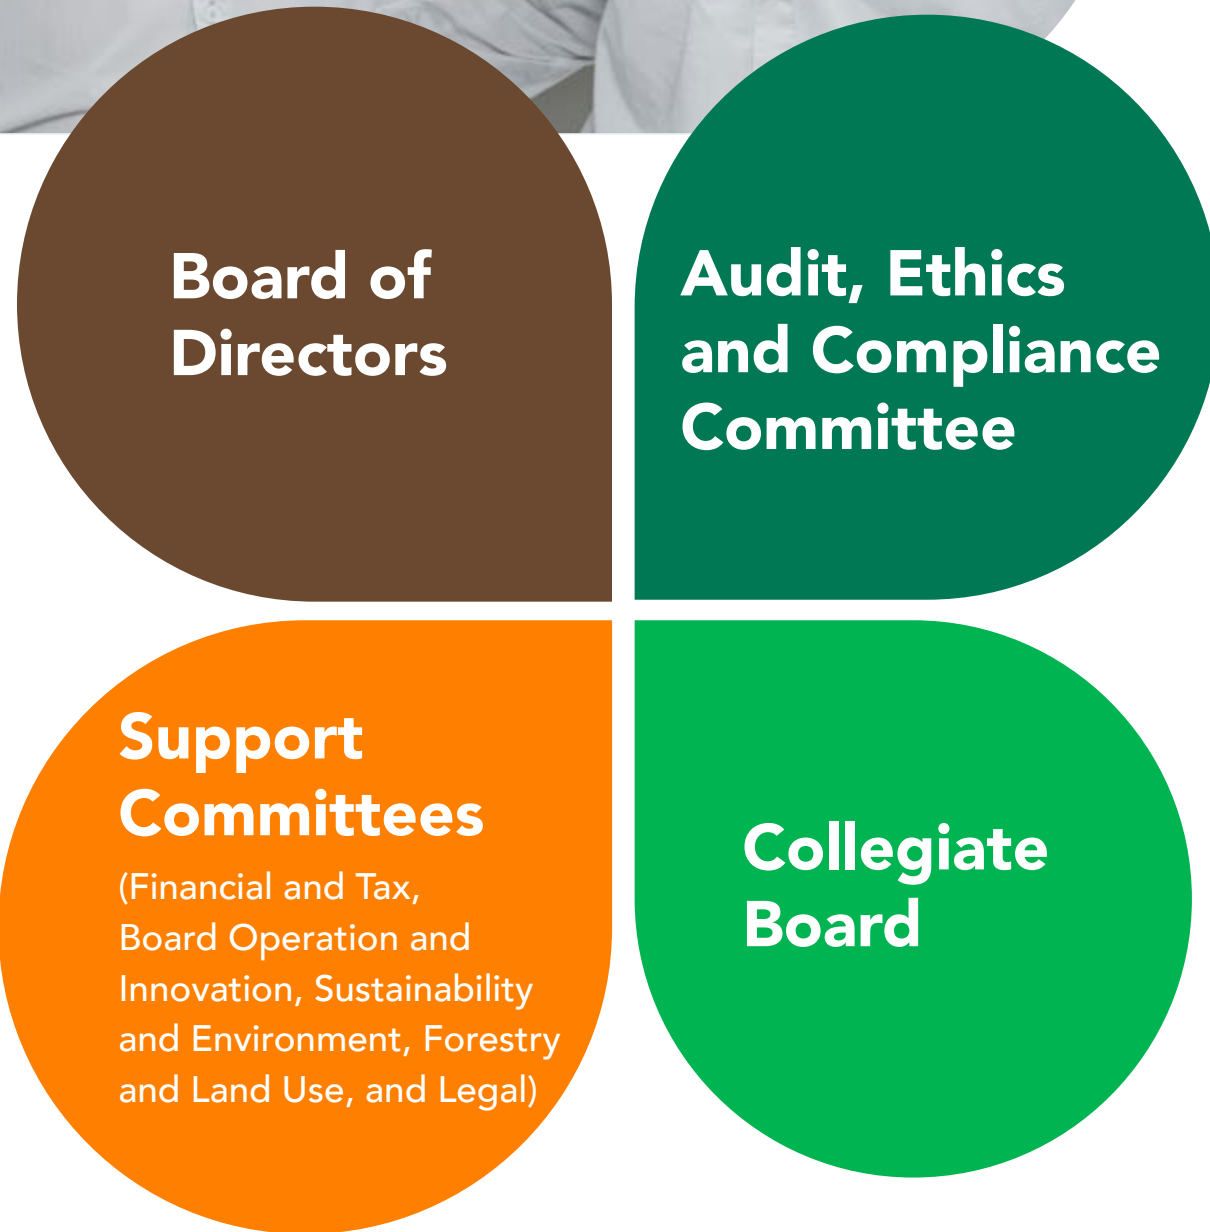 Board of
Directors
Audit, Ethics
and Compliance
Committee
Support
Committees
(Financial and Tax,
Board Operation and
Innovation, Sustainability
and Environment, Forestry
and Land Use, and Legal)
Collegiate
Board